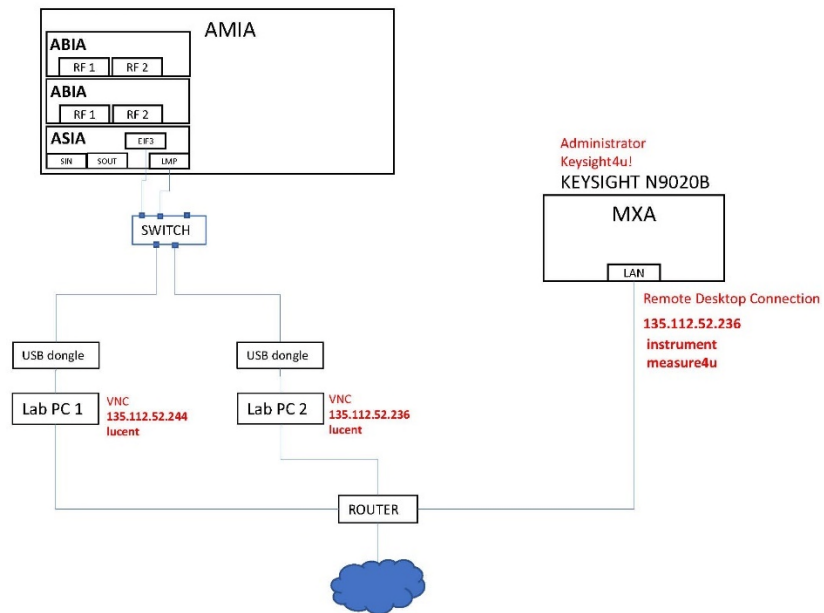 AMIA
ABIA
RF 1 RF 2
ABIA
RF 1 RF 2
ASIA
EIF3
SIN SOUT LMP
SWITCH
Administrator
Keysight4u!
KEYSIGHT N9020B
MXA
LAN
Remote Desktop Connection
135.112.52.236
instrument
measure4u
USB dongle
USB dongle
Lab PC 1
VNC
135.112.52.244
lucent
Lab PC 2
VNC
135.112.52.236
lucent
ROUTER